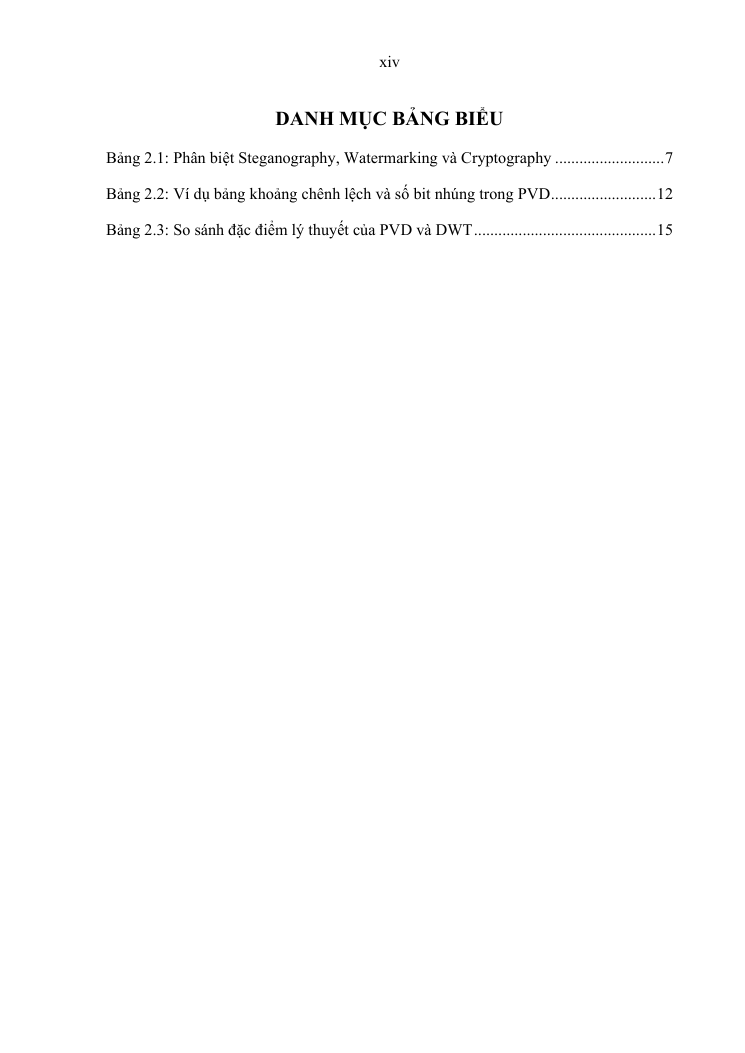 xiv
DANH MỤC BẢNG BIỂU
Bảng 2.1: Phân biệt Steganography, Watermarking và Cryptography ...........................7
Bảng 2.2: Ví dụ bảng khoảng chênh lệch và số bit nhúng trong PVD..........................12
Bảng 2.3: So sánh đặc điểm lý thuyết của PVD và DWT.............................................15